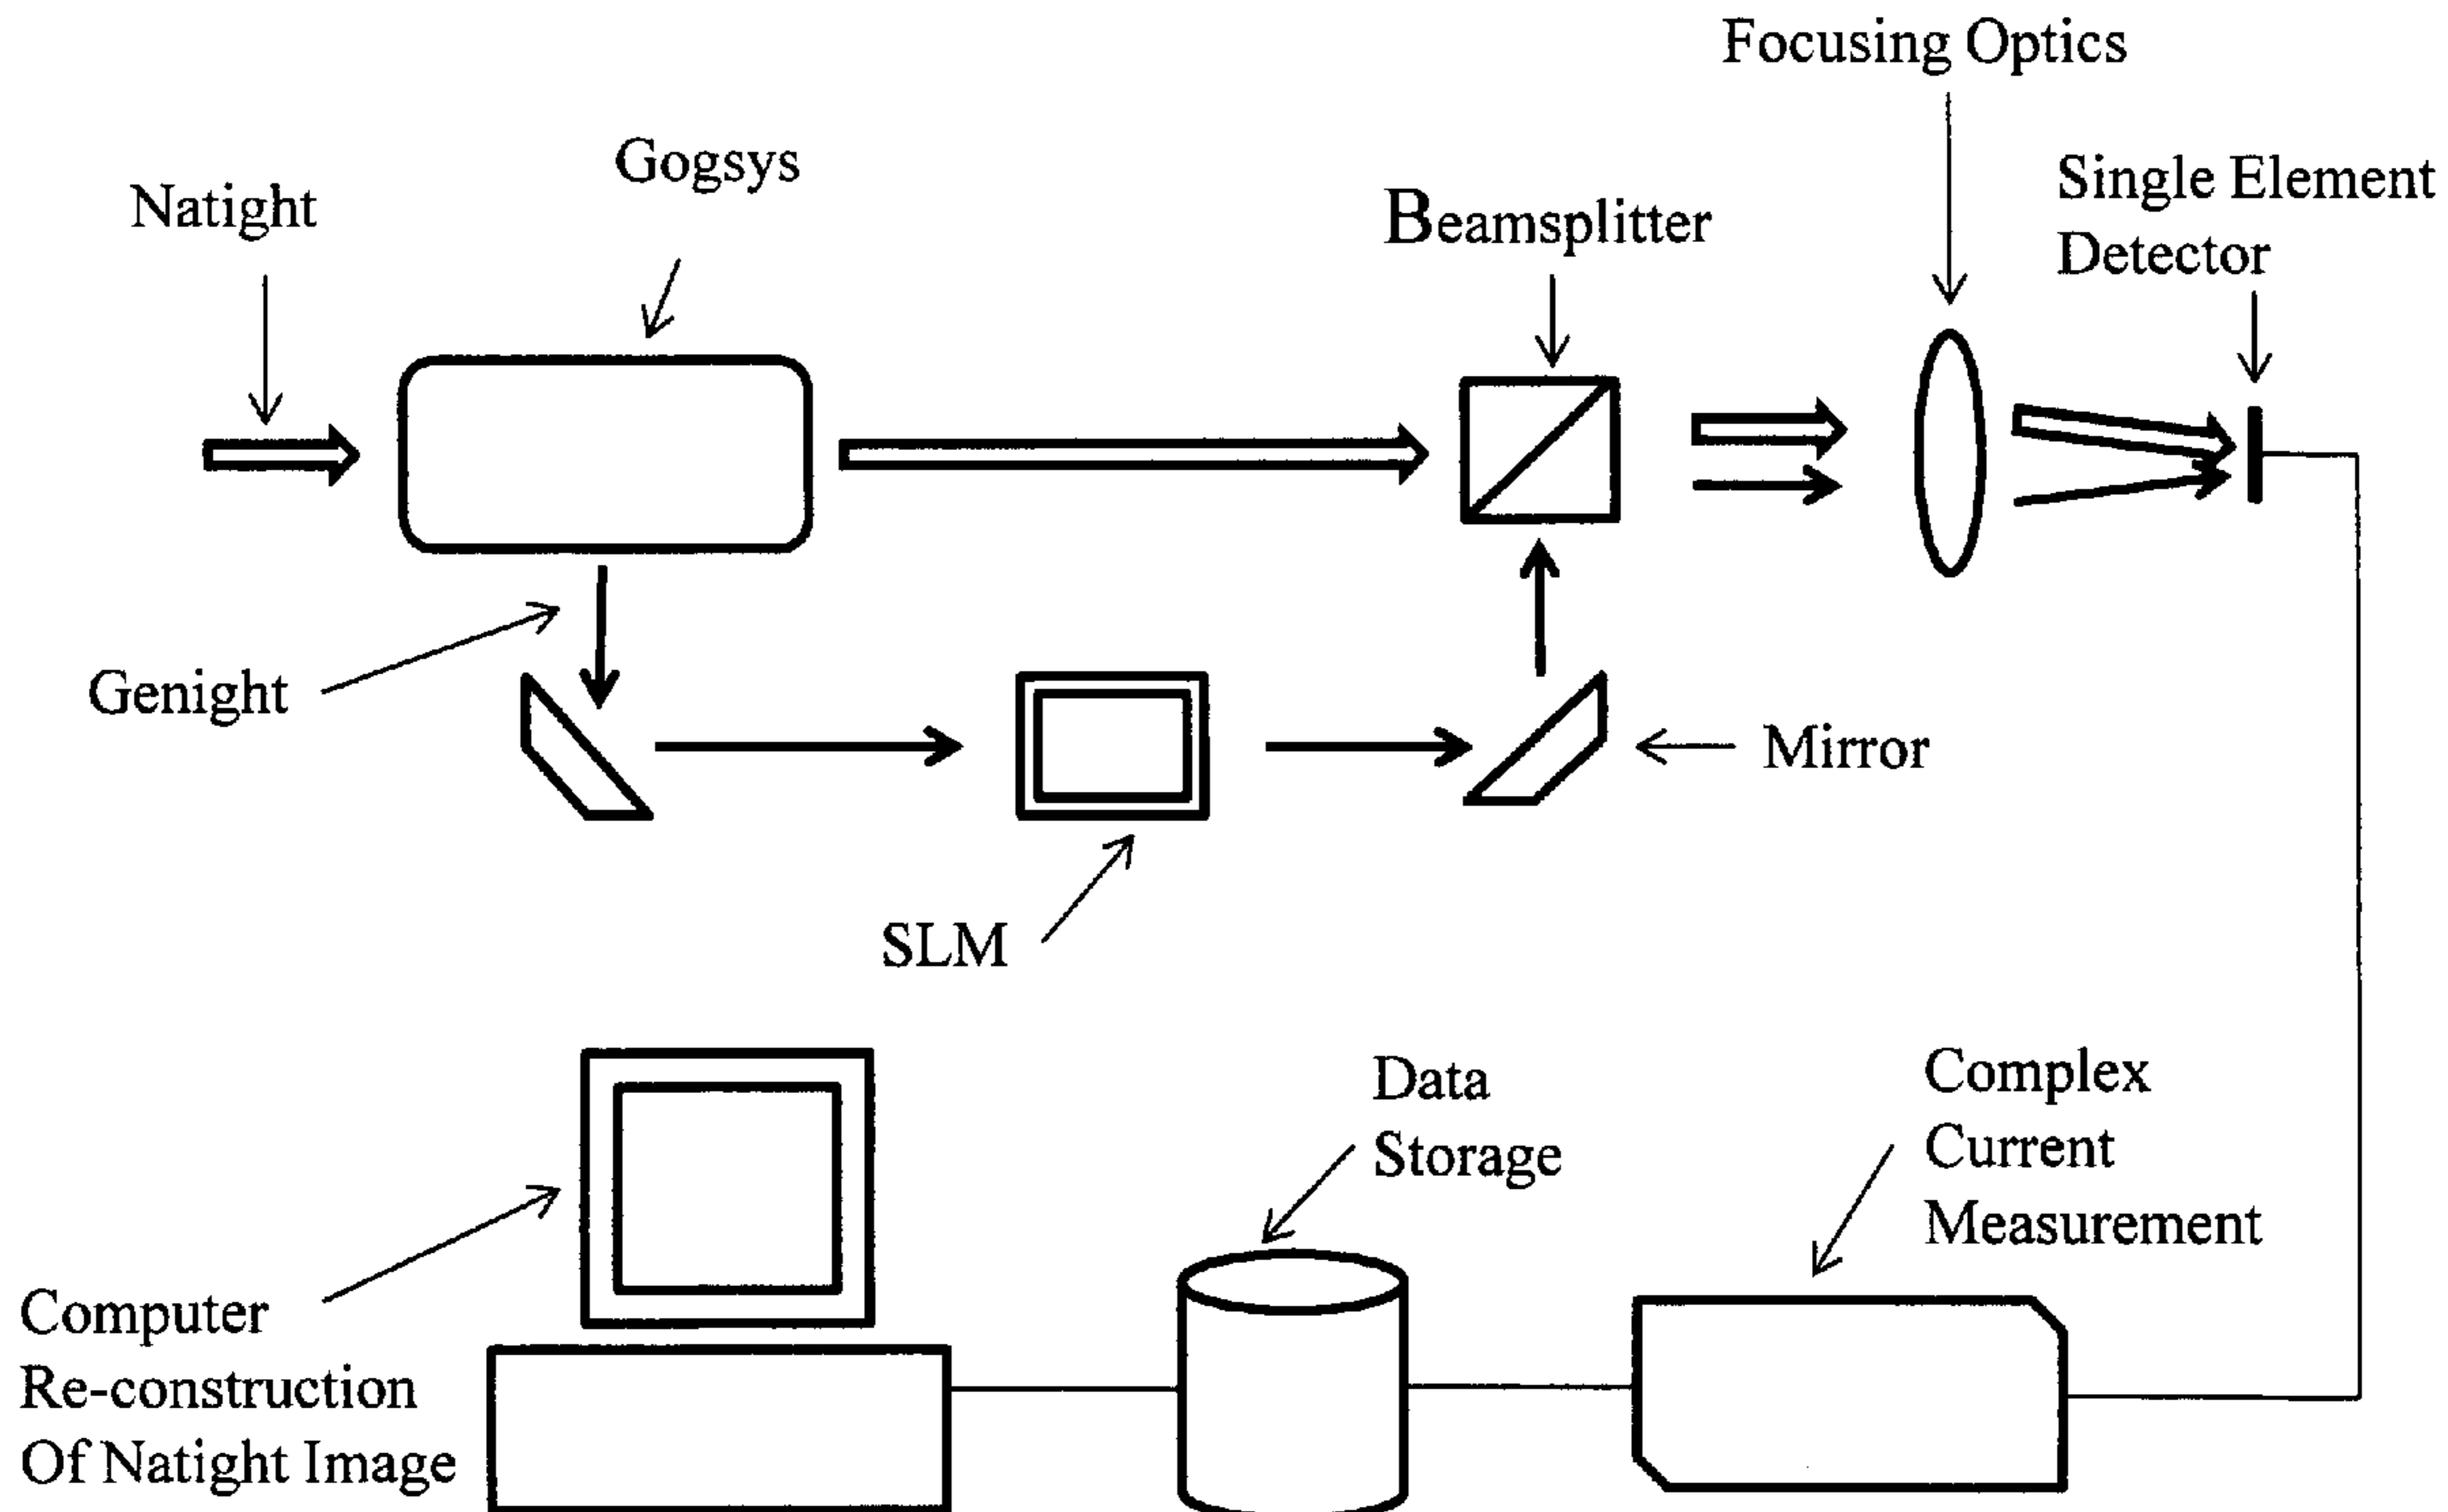 Focusing Optics
Gogsys
Natight
Beamsplitter
Single Element
Detector
Genight
Mirror
SLM
Data
Storage
Complex
Current
Measurement
Computer
Re-construction
Of Natight Image